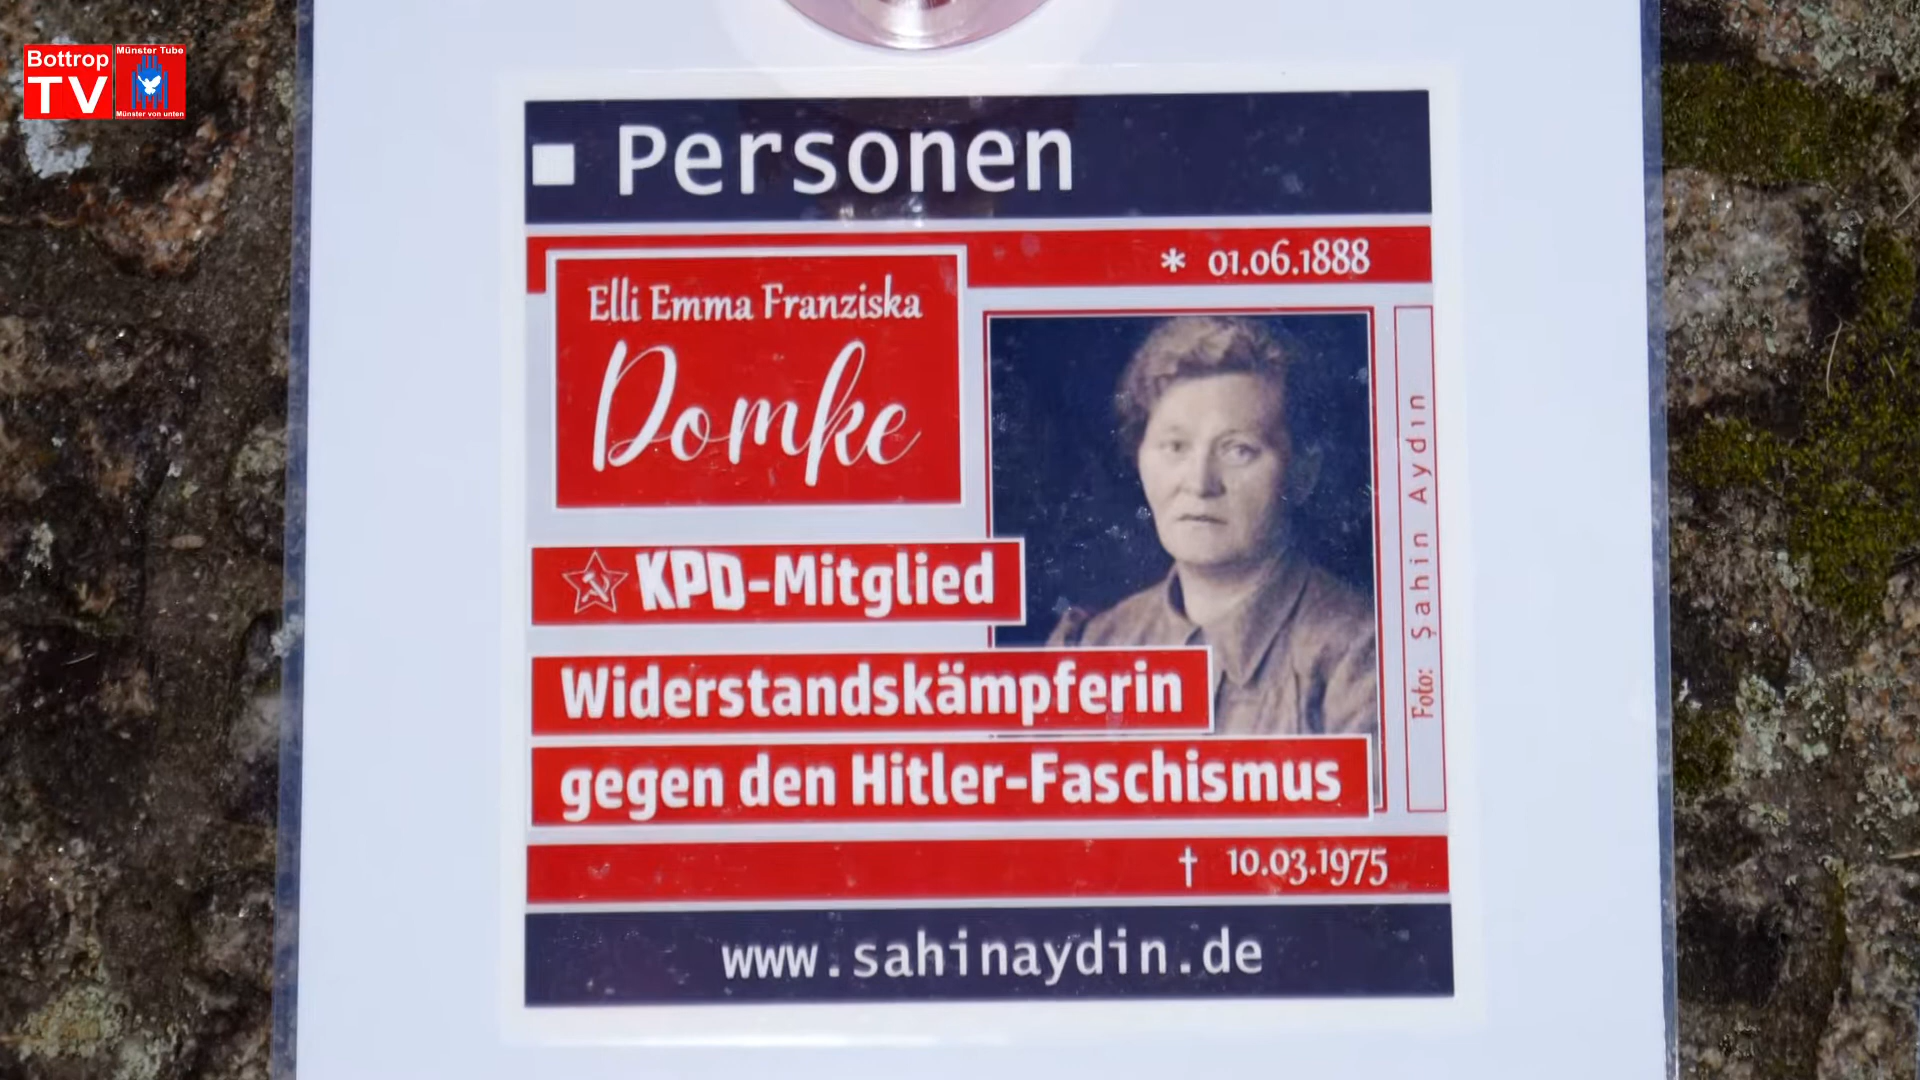 Bottrop
TV
Münster Tube
Münster von unten
Personen
* 01.06.1888
Elli Emma Franziska
Domke
KPD-Mitglied
Widerstandskämpferin
gegen den Hitler-Faschismus
Foto: Şahin Aydın
† 10.03.1975
www.sahinaydin.de